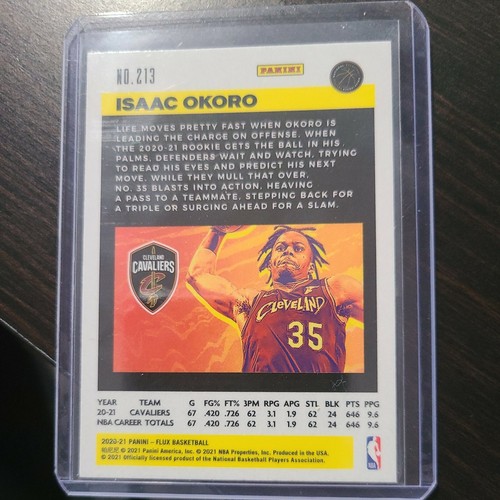 NO. 213
PANINI
ISAAC OKORO
LIFE MOVES PRETTY FAST WHEN OKORO IS
LEADING THE CHARGE ON OFFENSE. WHEN
THE 2020-21 ROOKIE GETS THE BALL IN HIS
PALMS, DEFENDERS WAIT AND WATCH, TRYING
TO READ HIS EYES AND PREDICT HIS NEXT
MOVE. WHILE THEY MULL THAT OVER,
NO. 35 BLASTS INTO ACTION, HEAVING
A PASS TO A TEAMMATE, STEPPING BACK FOR
A TRIPLE OR SURGING AHEAD FOR A SLAM.
CLEVELAND
CAVALIERS
CLEVELAND
35
YEAR TEAM G FG% FT% 3PM RPG APG STL BLK PTS PPG
20-21 CAVALIERS 67 .420 .726 62 3.1 1.9 62 24 646 9.6
NBA CAREER TOTALS 67 .420 .726 62 3.1 1.9 62 24 646 9.6
2020-21 PANINI – FLUX BASKETBALL
© 2021 Panini America, Inc. © 2021 NBA Properties, Inc. Produced in the USA.
© 2021 Officially licensed product of the National Basketball Players Association.
NBA